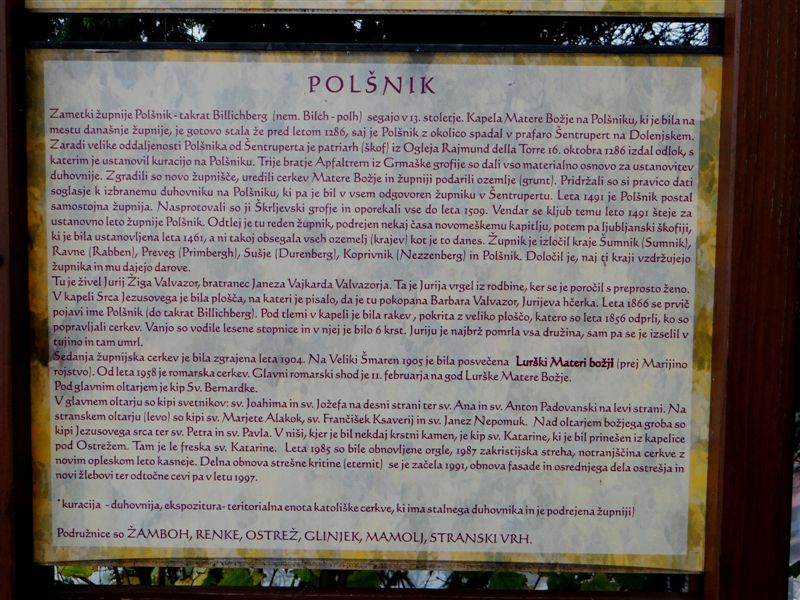 POLŠNIK
Zametki župnije Polšnik - takrat Billichberg (nem. Bilch - polh) segajo v 13. stoletje. Kapela Matere Božje na Polšniku, ki je bila na
mestu današnje župnije, je gotovo stala že pred letom 1286, saj je Polšnik z okolico spadal v prafaro Šentrupert na Dolenjskem.
Zaradi velike oddaljenosti Polšnika od Šentruperta je patriarh (škof) iz Ogleja Rajmund della Torre 16. oktobra 1286 izdal odlok, s
katerim je ustanovil kuracijo na Polšniku. Trije bratje Apfaltrem iz Grmaške grofije so dali vso materialno osnovo za ustanovitev
duhovnije. Zgradili so novo župnišče, uredili cerkev Matere Božje in župniji podarili ozemlje (grunt). Pridržali so si pravico dati
soglasje k izbranemu duhovniku na Polšniku, ki pa je bil v vsem odgovoren župniku v Šentrupertu. Leta 1491 je Polšnik postal
samostojna župnija. Nasprotovali so ji Škrljevski grofje in oporekali vse do leta 1509. Vendar se kljub temu leto 1491 šteje za
ustanovno leto župnije Polšnik. Odtlej je tu reden župnik, podrejen nekaj časa novomeškemu kapitlju, potem pa ljubljanski škofiji,
ki je bila ustanovljena leta 1461, a ni takoj obsegala vseh ozemelj (krajev) kot je to danes. Župnik je izločil kraje Šumnik (Sumnik),
Ravne (Rabben), Preveg (Primbergh), Sušje (Durenberg), Koprivnik (Nezzenberg) in Polšnik. Določil je, naj ti kraji vzdržujejo
župnika in mu dajejo darove.
Tu je živel Jurij Žiga Valvazor, bratranec Janeza Vajkarda Valvazorja. Ta je Jurija vrgel iz rodbine, ker se je poročil s preprosto ženo.
V kapeli Srca Jezusovega je bila plošča, na kateri je pisalo, da je tu pokopana Barbara Valvazor, Jurijeva hčerka. Leta 1866 se prvič
pojavi ime Polšnik (do takrat Billichberg). Pod tlemi v kapeli je bila rakev, pokrita z veliko ploščo, katero so leta 1856 odprli, ko so
popravljali cerkev. Vanjo so vodile lesene stopnice in v njej je bilo 6 krst. Juriju je najbrž pomrla vsa družina, sam pa se je izselil v
tujino in tam umrl.
Sedanja župnijska cerkev je bila zgrajena leta 1904. Na Veliki Šmaren 1905 je bila posvečena Lurški Materi božji (prej Marijino
rojstvo). Od leta 1958 je romarska cerkev. Glavni romarski shod je 11. februarja na god Lurške Matere Božje.
Pod glavnim oltarjem je kip Sv. Bernardke.
V glavnem oltarju so kipi svetnikov: sv. Joahima in sv. Jožefa na desni strani ter sv. Ana in sv. Anton Padovanski na levi strani. Na
stranskem oltarju (levo) so kipi sv. Marjete Alakok, sv. Frančišek Ksaverij in sv. Janez Nepomuk. Nad oltarjem božjega groba so
kipi Jezusovega srca ter sv. Petra in sv. Pavla. V niši, kjer je bil nekdaj krstni kamen, je kip sv. Katarine, ki je bil prinešen iz kapelice
pod Ostrežem. Tam je le freska sv. Katarine. Leta 1985 so bile obnovljene orgle, 1987 zakristijska streha, notranjščina cerkve z
novim opleskom leto kasneje. Delna obnova strešne kritine (eternit) se je začela 1991, obnova fasade in osrednjega dela ostrešja in
novi žlebovi ter odtočne cevi pa v letu 1997.
*kuracija - duhovnija, ekspozitura- teritorialna enota katoliške cerkve, ki ima stalnega duhovnika in je podrejena župniji)
Podružnice so ŽAMBOH, RENKE, OSTREŽ, GLINJEK, MAMOLJ, STRANSKI VRH.